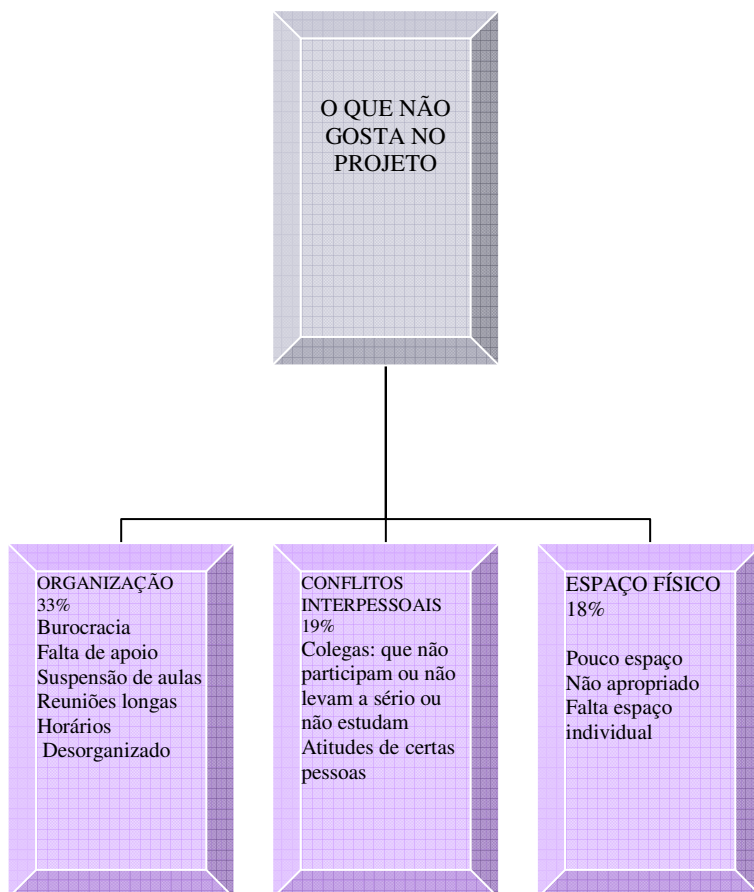 O QUE NÃO
GOSTA NO
PROJETO
ORGANIZAÇÃO
33%
Burocracia
Falta de apoio
Suspensão de aulas
Reuniões longas
Horários
Desorganizado
CONFLITOS
INTERPESSOAIS
19%
Colegas: que não
participam ou não
levam a sério ou
não estudam
Atitudes de certas
pessoas
ESPAÇO FÍSICO
18%
Pouco espaço
Não apropriado
Falta espaço
individual